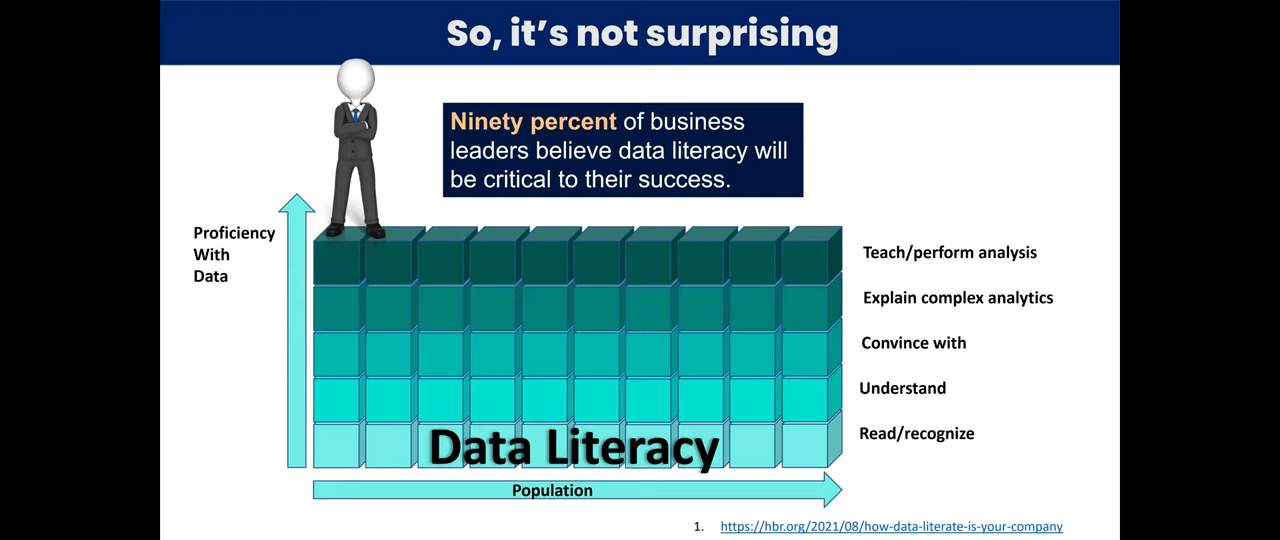 So, it's not surprising
Ninety percent of business
leaders believe data literacy will
be critical to their success.
Proficiency
With
Data
Teach/perform analysis
Explain complex analytics
Convince with
Understand
Read/recognize
Data Literacy
Population
1. https://hbr.org/2021/08/how-data-literate-is-your-company